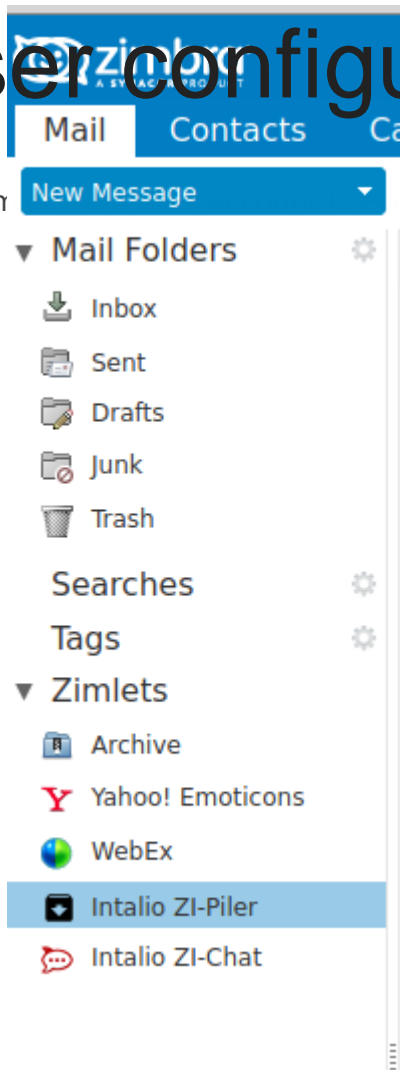 ser configu
zimbra
A SYNACOR PRODUCT
Mail Contacts Ca
New Message
Mail Folders
Inbox
Sent
Drafts
Junk
Trash
Searches
Tags
Zimlets
Archive
Yahoo! Emoticons
WebEx
Intalio ZI-Piler
Intalio ZI-Chat